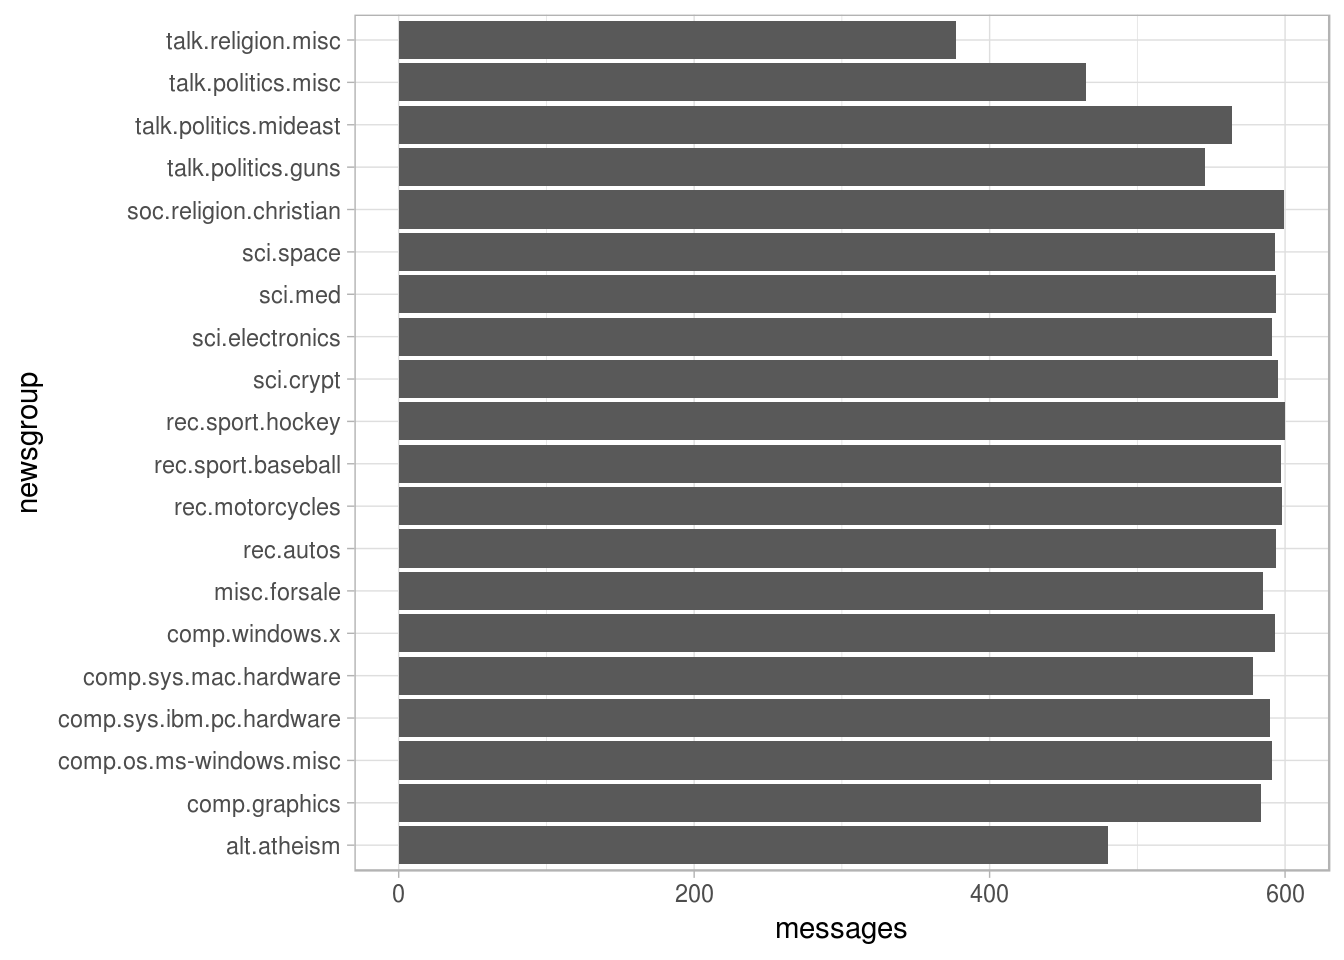 talk.religion.misc
talk.politics.misc
talk.politics.mideast
talk.politics.guns
soc.religion.christian
sci.space
sci.med
sci.electronics
sci.crypt
rec.sport.hockey
rec.sport.baseball
rec.motorcycles
rec.autos
misc.forsale
comp.windows.x
comp.sys.mac.hardware
comp.sys.ibm.pc.hardware
comp.os.ms-windows.misc
comp.graphics
alt.atheism
newsgroup
0 200 400 600
messages